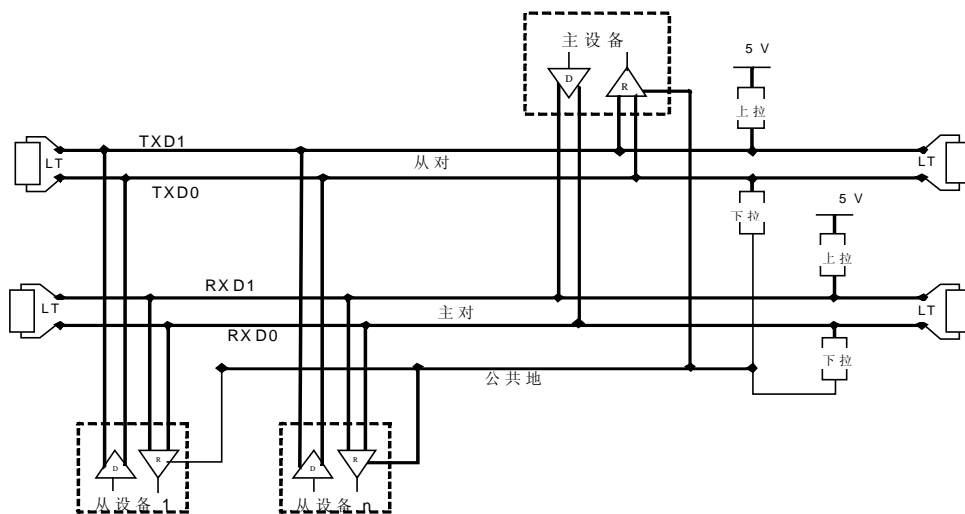 主设备
D
R
5 V
上拉
TXD1
LT
从对
LT
TXD0
下拉
5 V
上拉
RXD1
LT
主对
LT
RXD0
下拉
公共地
D
R
D
R
从设备 1
从设备 n